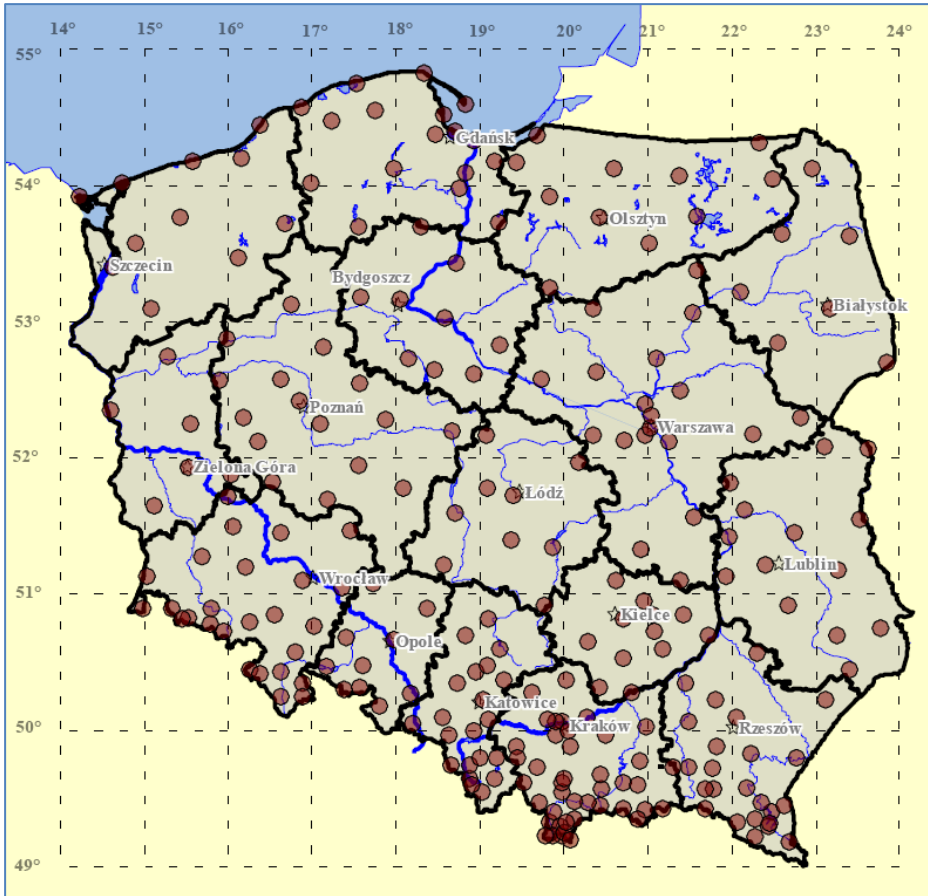 14° 15° 16° 17° 18° 19° 20° 21° 22° 23° 24°
55°
54°
Gdańsk
Olsztyn
Szczecin
Bydgoszcz
Białystok
53°
Poznań
Warszawa
52°
Zielona Góra
Łódź
Wrocław
Lublin
51°
Kielce
Opole
Katowice
50°
Kraków
Rzeszów
49°